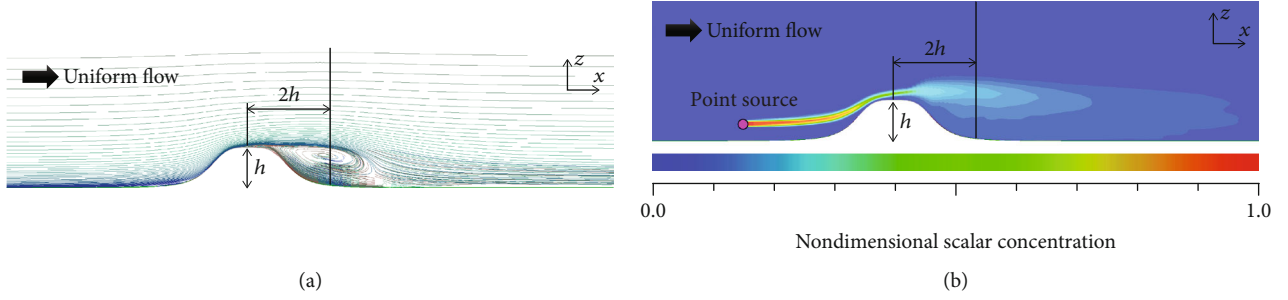 Uniform flow
z
x
2h
h
(a)
Uniform flow
z
x
2h
Point source
h
0.0
1.0
Nondimensional scalar concentration
(b)